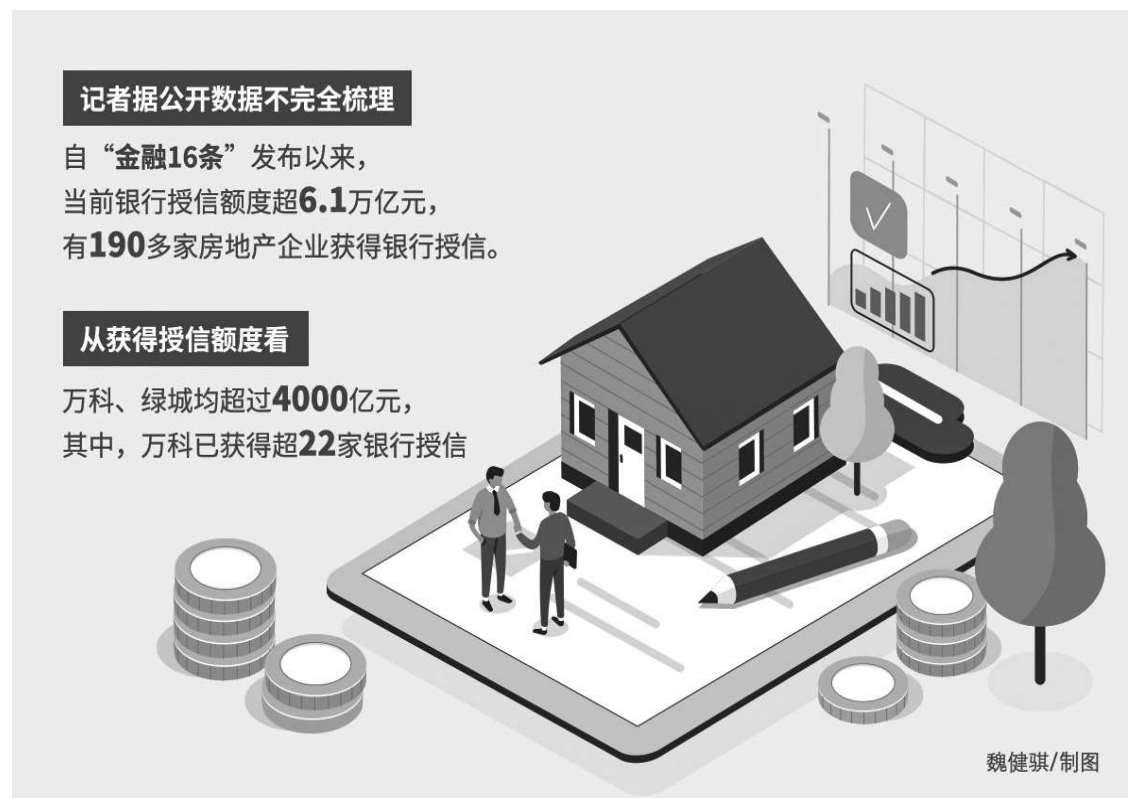 记者据公开数据不完全梳理
自“金融16条”发布以来，
当前银行授信额度超6.1万亿元，
有190多家房地产企业获得银行授信。
从获得授信额度看
万科、绿城均超过4000亿元，
其中，万科已获得超22家银行授信
魏健骐/制图